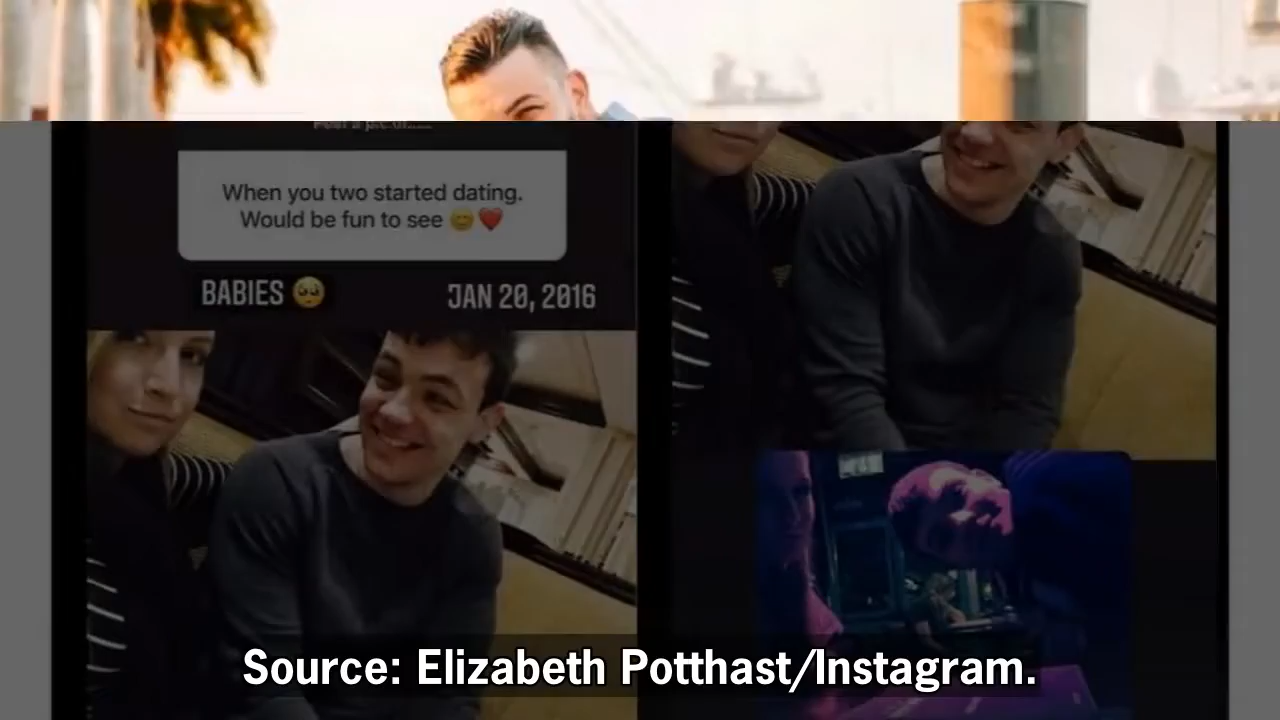 When you two started dating.
Would be fun to see 😊❤️
BABIES 🥺
JAN 20, 2016
Source: Elizabeth Potthast/Instagram.